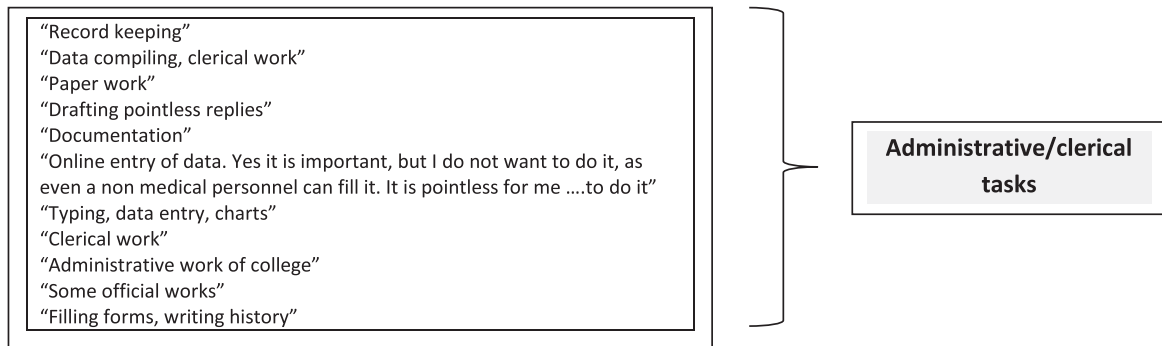 “Record keeping”
“Data compiling, clerical work”
“Paper work”
“Drafting pointless replies”
“Documentation”
“Online entry of data. Yes it is important, but I do not want to do it, as
even a non medical personnel can fill it. It is pointless for me ….to do it”
“Typing, data entry, charts”
“Clerical work”
“Administrative work of college”
“Some official works”
“Filling forms, writing history”
Administrative/clerical
tasks